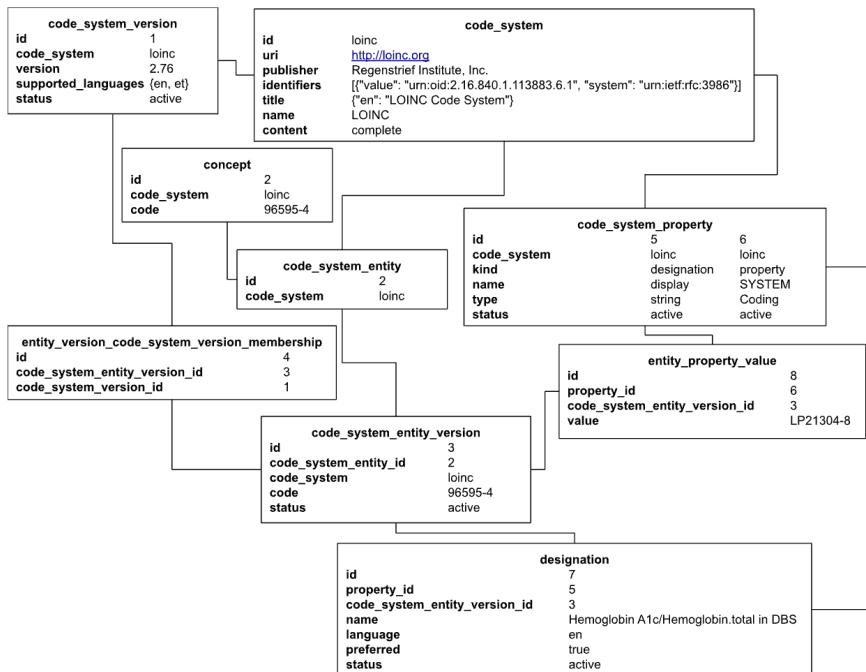 code_system_version
id 1
code_system loinc
version 2.76
supported_languages {en, et}
status active
code_system
id loinc
uri http://loinc.org
publisher Regenstrief Institute, Inc.
identifiers [{"value": "urn:oid:2.16.840.1.113883.6.1", "system": "urn:ietf:rfc:3986"}]
title {"en": "LOINC Code System"}
name LOINC
content complete
concept
id 2
code_system loinc
code 96595-4
code_system_property
id 5 6
code_system loinc loinc
kind designation property
name display SYSTEM
type string Coding
status active active
code_system_entity
id 2
code_system loinc
entity_version_code_system_version_membership
id 4
code_system_entity_version_id 3
code_system_version_id 1
entity_property_value
id 8
property_id 6
code_system_entity_version_id 3
value LP21304-8
code_system_entity_version
id 3
code_system_entity_id 2
code_system loinc
code 96595-4
status active
designation
id 7
property_id 5
code_system_entity_version_id 3
name Hemoglobin A1c/Hemoglobin.total in DBS
language en
preferred true
status active